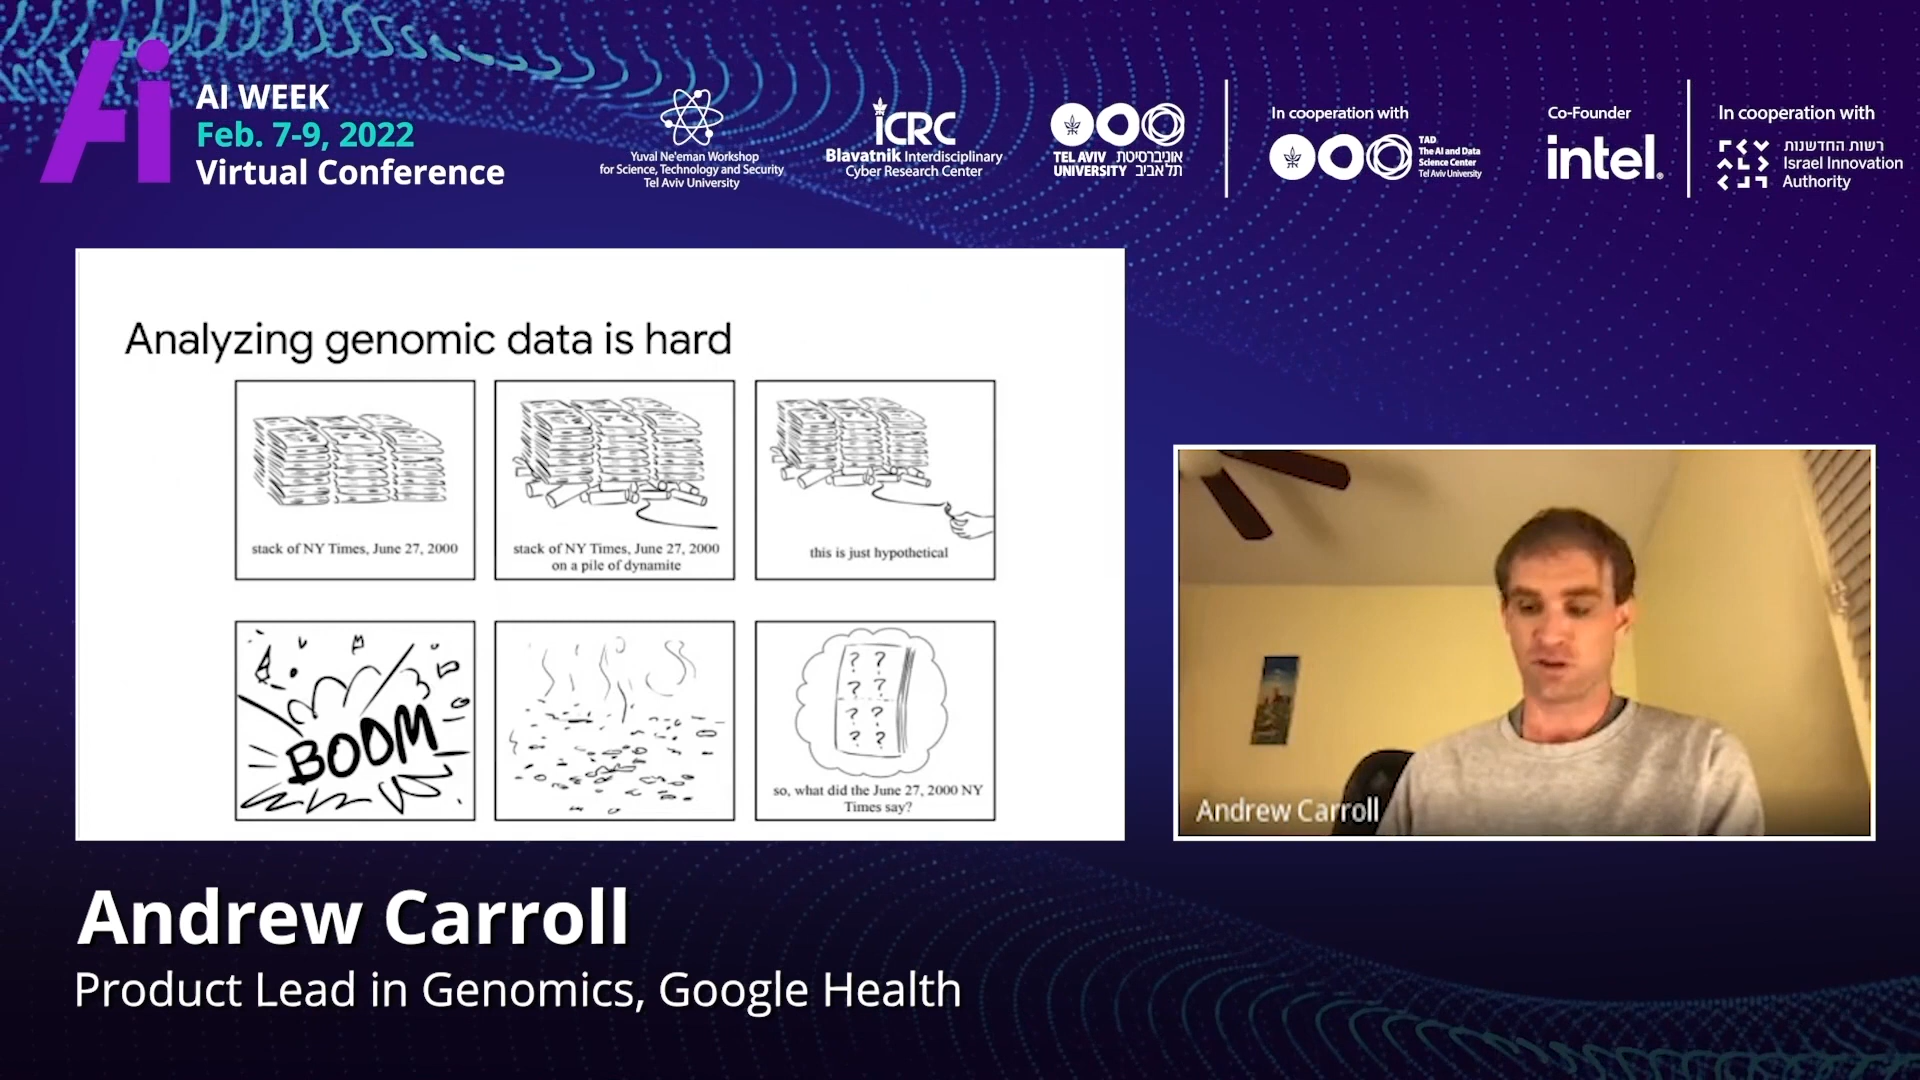 Ai
AI WEEK
Feb. 7-9, 2022
Virtual Conference
Yuval Ne'eman Workshop
for Science, Technology and Security
Tel Aviv University
iCRC
Blavatnik Interdisciplinary
Cyber Research Center
TEL AVIV אוניברסיטת
UNIVERSITY תל אביב
In cooperation with
TAD
The AI and Data
Science Center
Tel Aviv University
Co-Founder
intel.
In cooperation with
רשות החדשנות
Israel Innovation
Authority
Analyzing genomic data is hard
stack of NY Times, June 27, 2000
stack of NY Times, June 27, 2000
on a pile of dynamite
this is just hypothetical
BOOM
? ?
? ?
? ?
? ?
so, what did the June 27, 2000 NY
Times say?
Andrew Carroll
Andrew Carroll
Product Lead in Genomics, Google Health